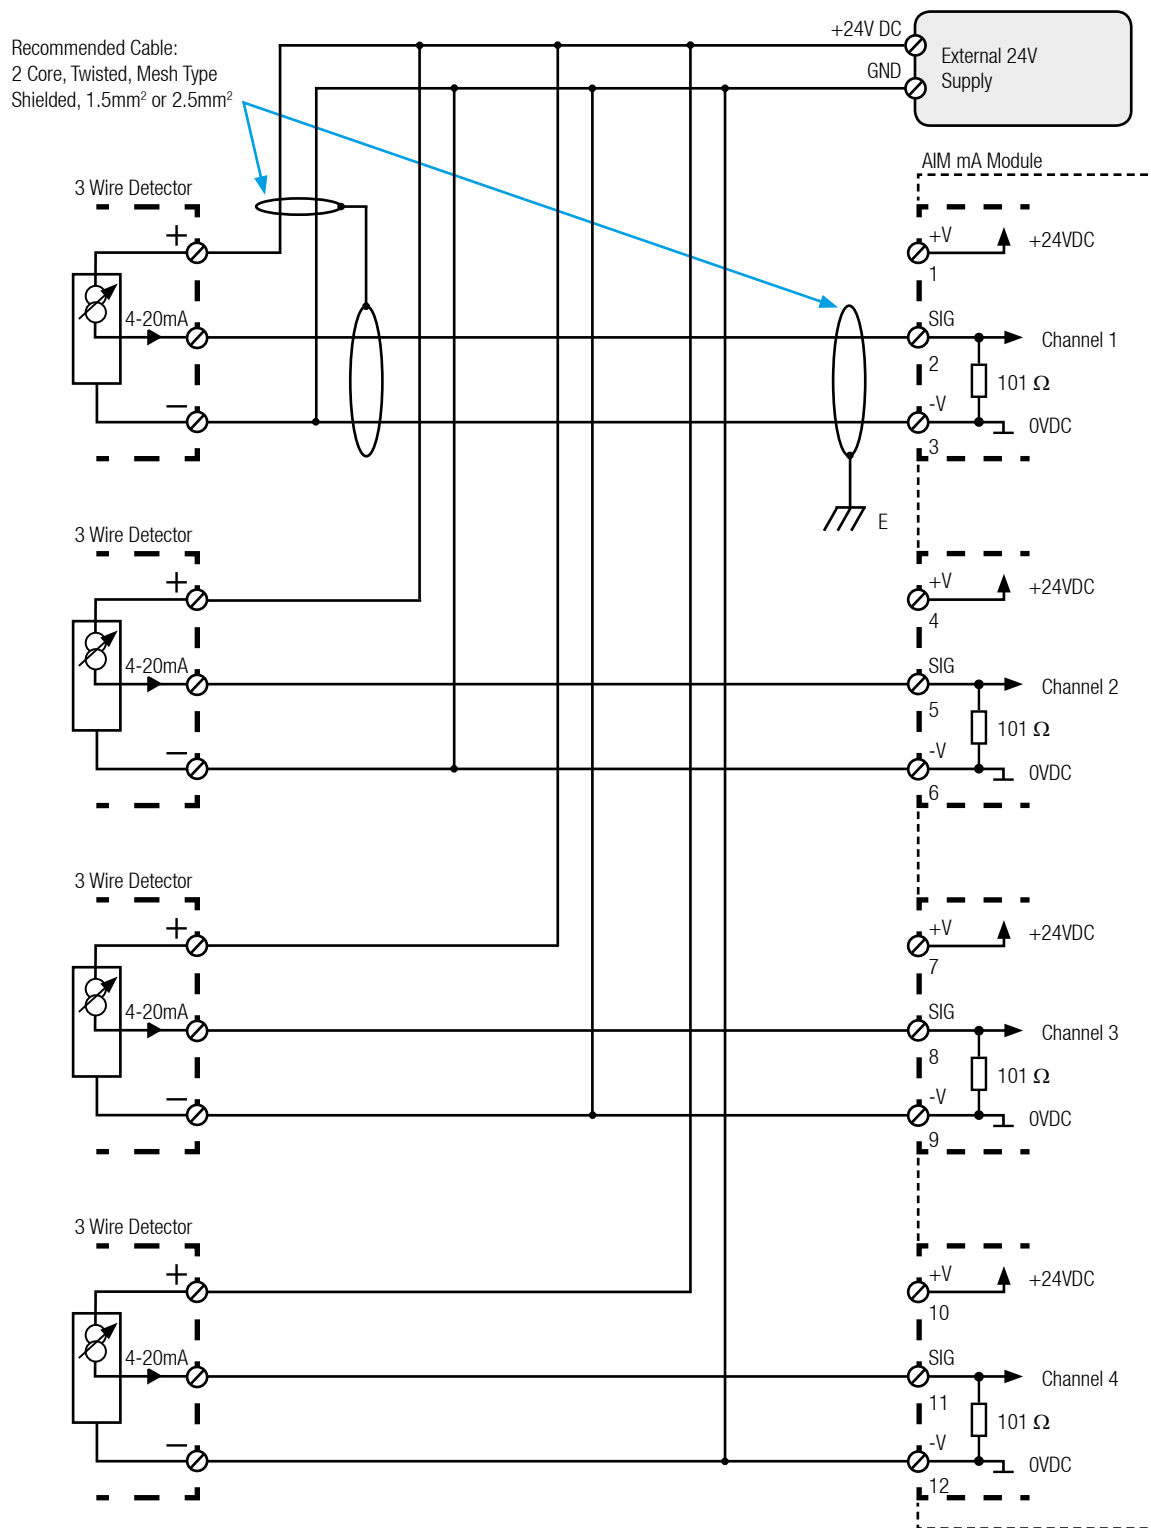 +24V DC
GND
External 24V
Supply
Recommended Cable:
2 Core, Twisted, Mesh Type
Shielded, 1.5mm² or 2.5mm²
AIM mA Module
3 Wire Detector
+
4-20mA
–
+V
1
+24VDC
SIG
2
Channel 1
101 Ω
-V
3
0VDC
E
3 Wire Detector
+
4-20mA
–
+V
4
+24VDC
SIG
5
Channel 2
101 Ω
-V
6
0VDC
3 Wire Detector
+
4-20mA
–
+V
7
+24VDC
SIG
8
Channel 3
101 Ω
-V
9
0VDC
3 Wire Detector
+
4-20mA
–
+V
10
+24VDC
SIG
11
Channel 4
101 Ω
-V
12
0VDC